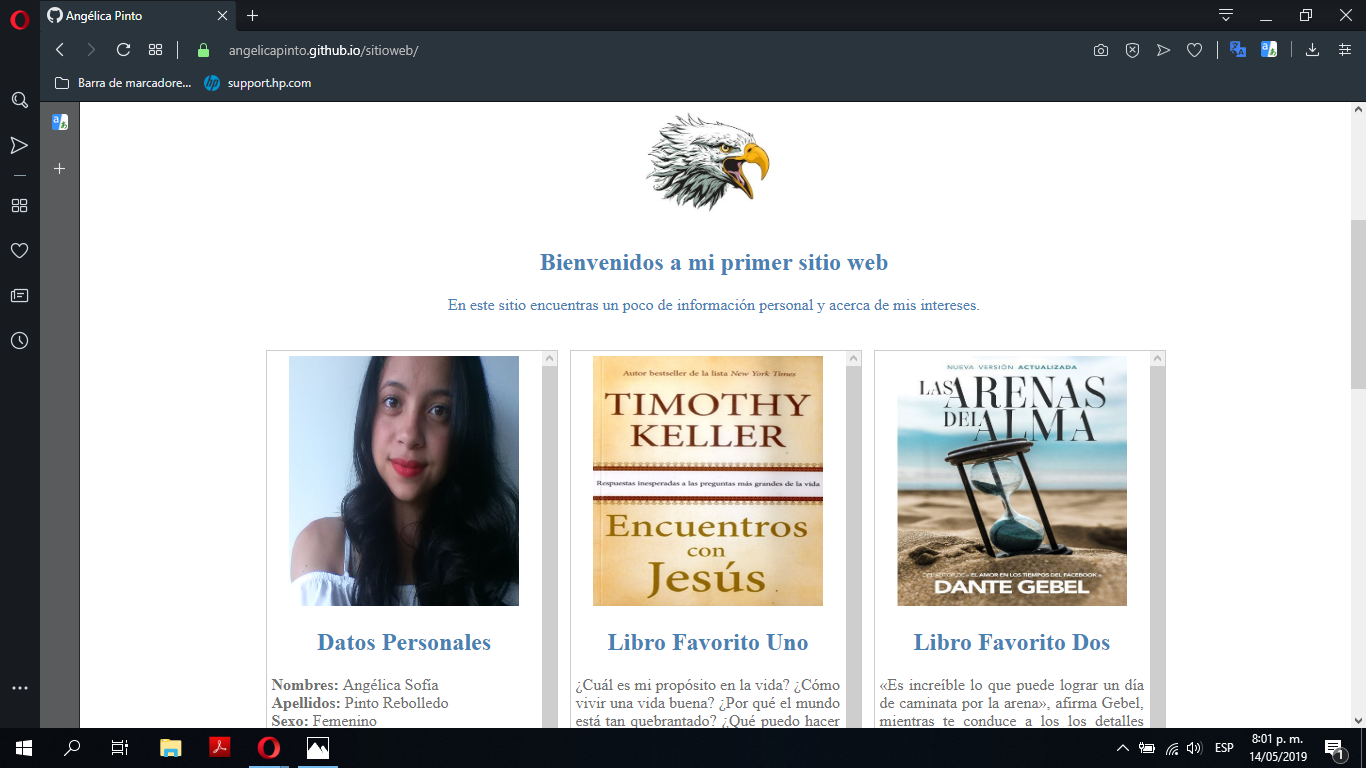 Angélica Pinto
angelicapinto.github.io/sitioweb/
Barra de marcadore...
support.hp.com
Bienvenidos a mi primer sitio web
En este sitio encuentras un poco de información personal y acerca de mis intereses.
Datos Personales
Nombres: Angélica Sofía
Apellidos: Pinto Rebolledo
Sexo: Femenino
Autor bestseller de la lista New York Times
TIMOTHY
KELLER
Respuestas inesperadas a las preguntas más grandes de la vida
Encuentros
con
Jesús
Libro Favorito Uno
¿Cuál es mi propósito en la vida? ¿Cómo
vivir una vida buena? ¿Por qué el mundo
está tan quebrantado? ¿Qué puedo hacer
NUEVA VERSIÓN ACTUALIZADA
LAS ARENAS
DEL ALMA
DEL AUTOR DE « EL AMOR EN LOS TIEMPOS DEL FACEBOOK »
DANTE GEBEL
Libro Favorito Dos
«Es increíble lo que puede lograr un día
de caminata por la arena», afirma Gebel,
mientras te conduce a los los detalles
ESP
8:01 p. m.
14/05/2019
1